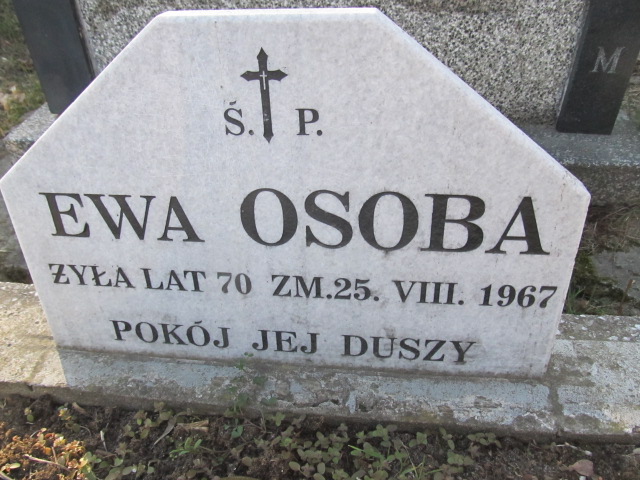 Ś. P.
EWA OSOBA
ŻYŁA LAT 70 ZM.25. VIII. 1967
POKÓJ JEJ DUSZY
M